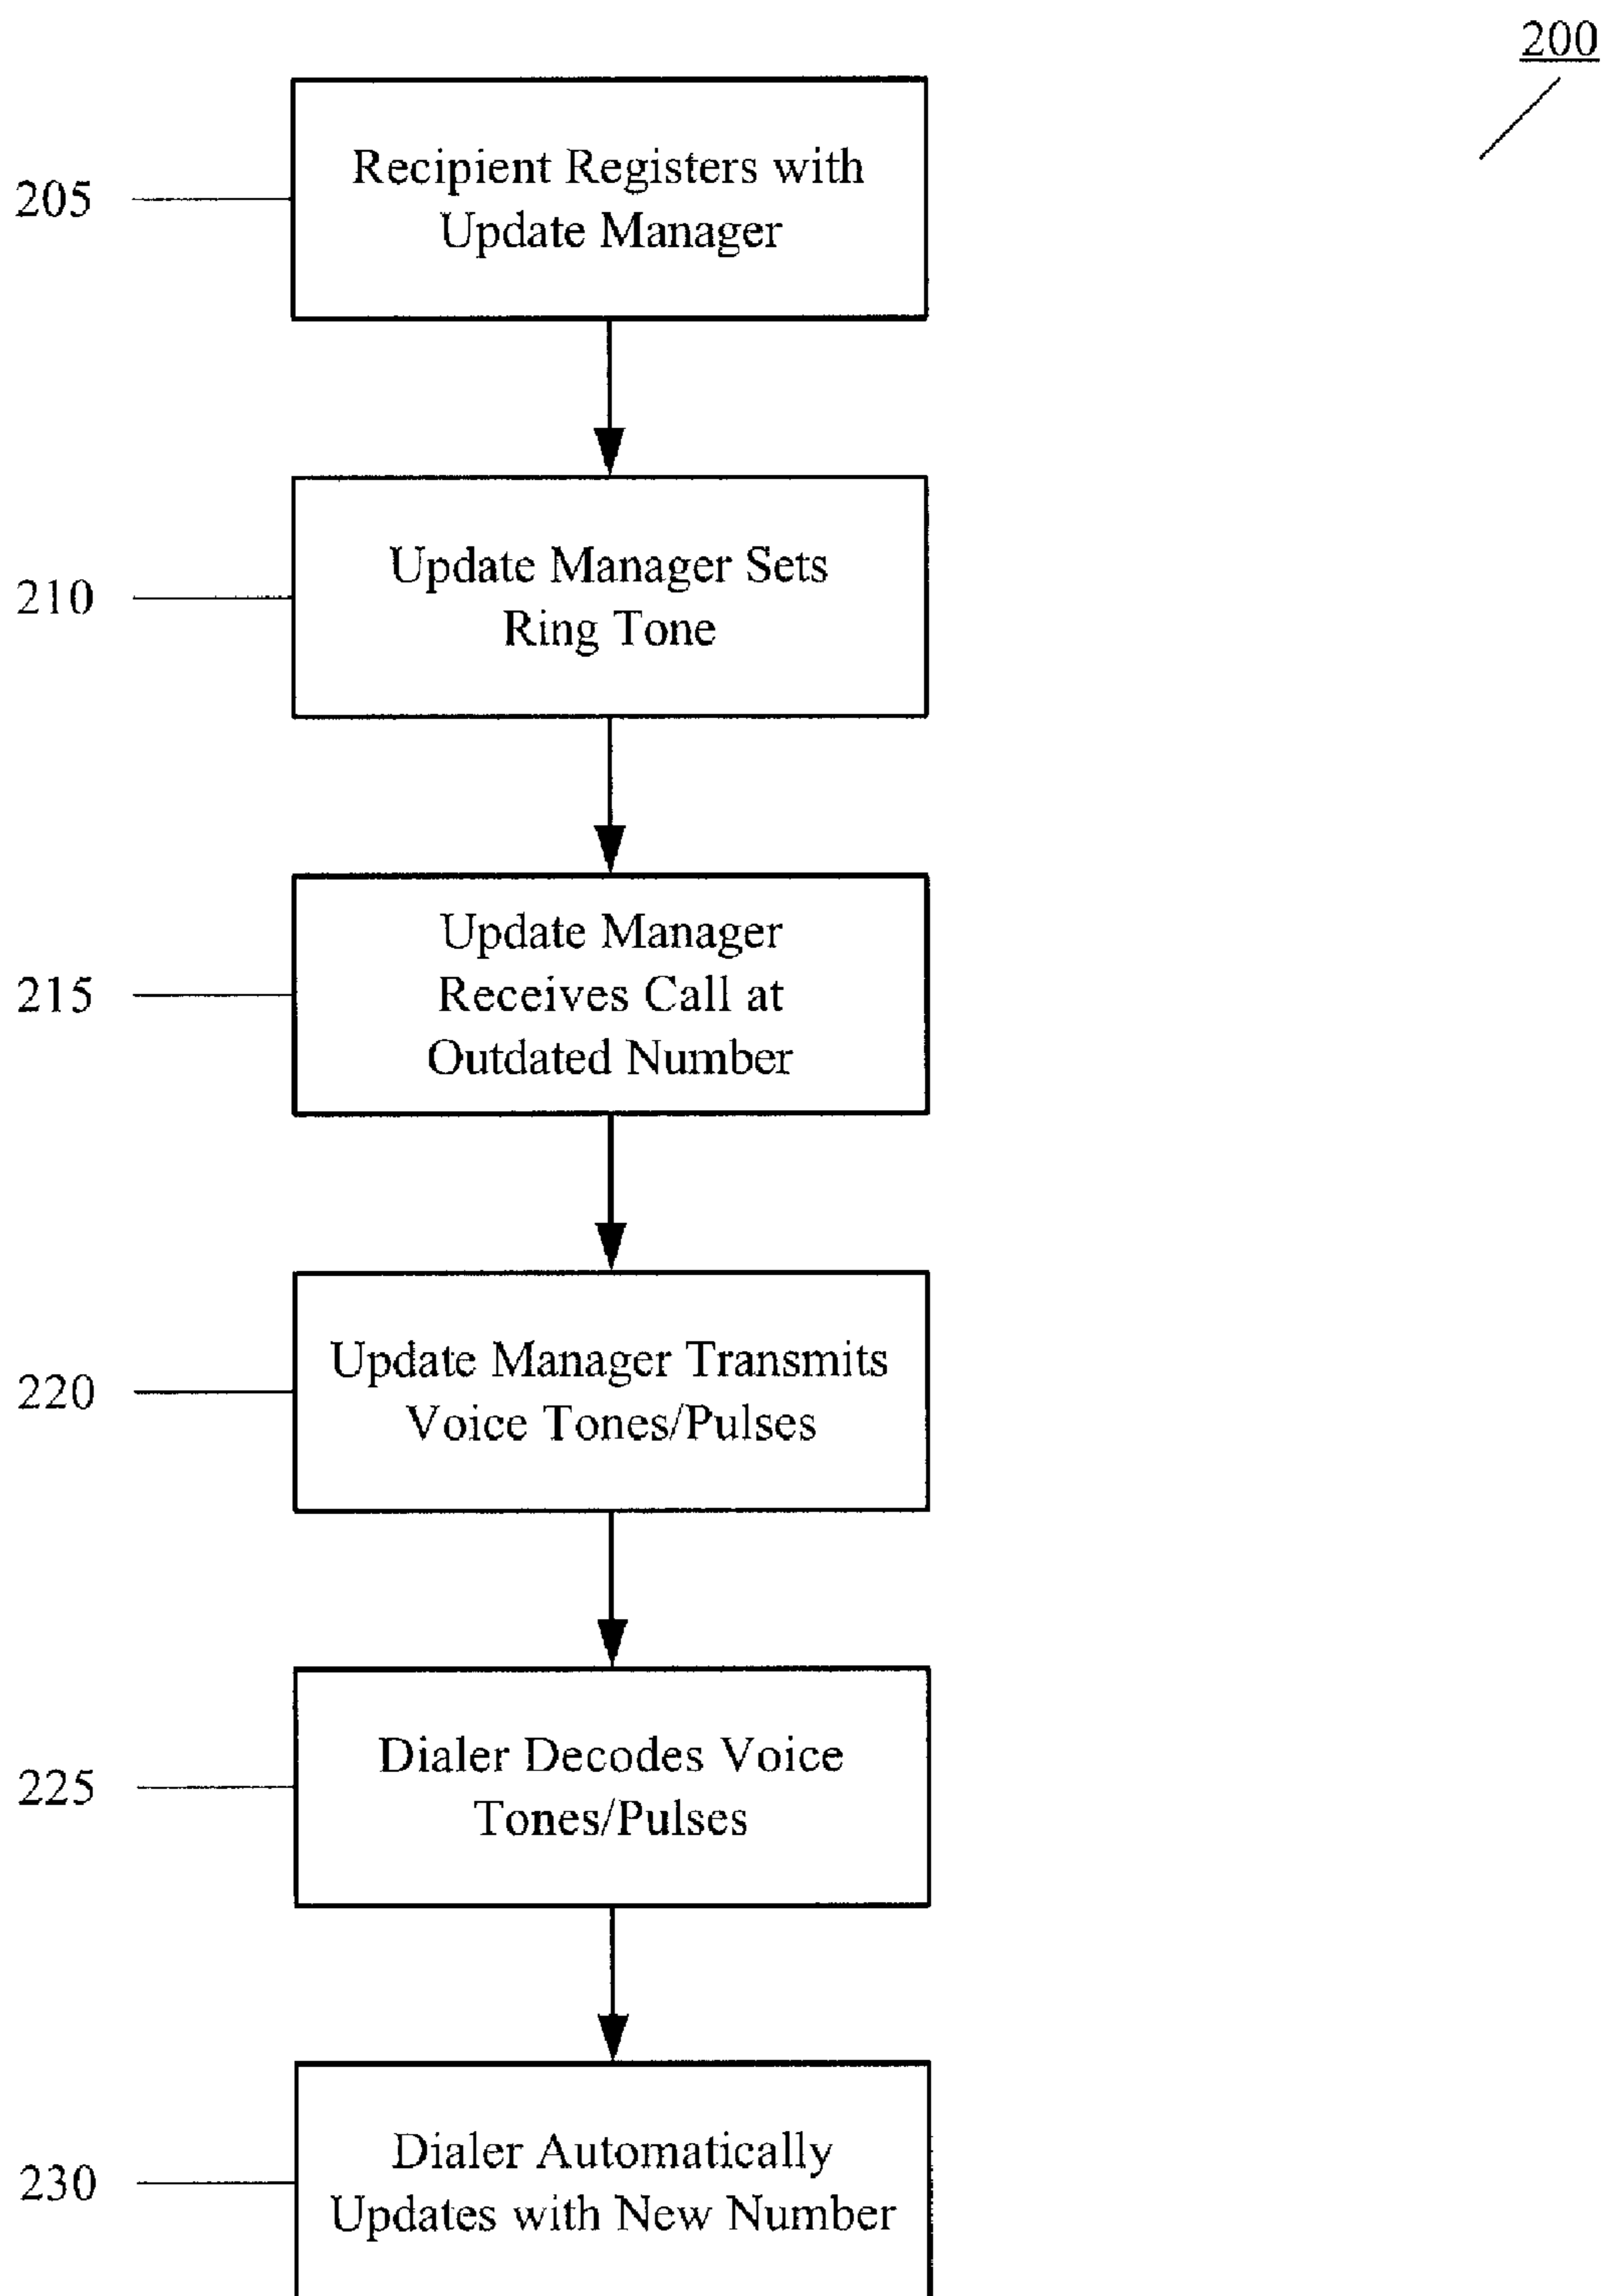 200
205
Recipient Registers with
Update Manager
210
Update Manager Sets
Ring Tone
215
Update Manager
Receives Call at
Outdated Number
220
Update Manager Transmits
Voice Tones/Pulses
225
Dialer Decodes Voice
Tones/Pulses
230
Dialer Automatically
Updates with New Number